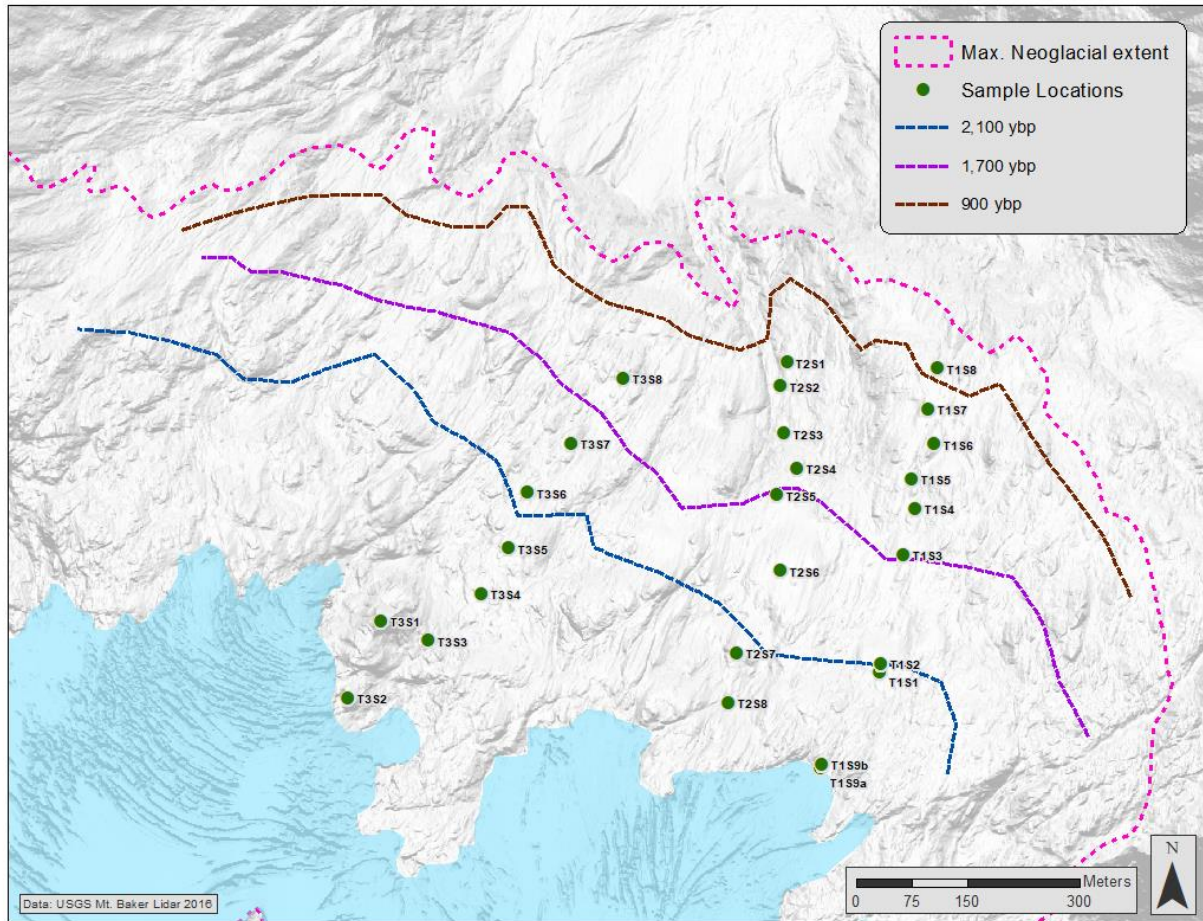 Max. Neoglacial extent
Sample Locations
2,100 ybp
1,700 ybp
900 ybp
T2S1
T1S8
T3S8
T2S2
T1S7
T2S3
T3S7
T1S6
T2S4
T1S5
T3S6
T2S5
T1S4
T3S5
T1S3
T2S6
T3S4
T3S1
T3S3
T2S7
T1S2
T1S1
T3S2
T2S8
T1S9b
T1S9a
N
Meters
0 75 150 300
Data: USGS Mt. Baker Lidar 2016